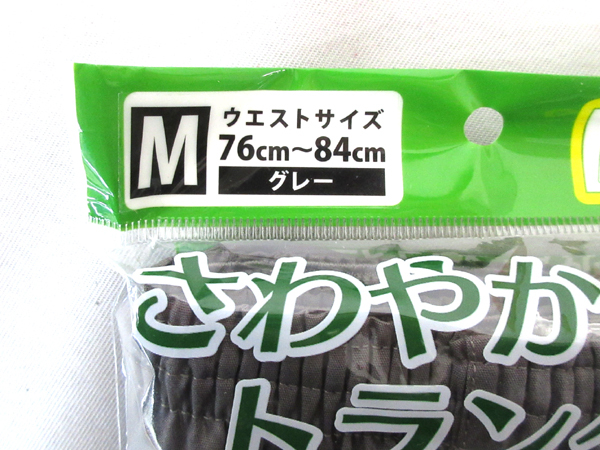 M
ウエストサイズ
76cm～84cm
グレー
さわやか
トラン